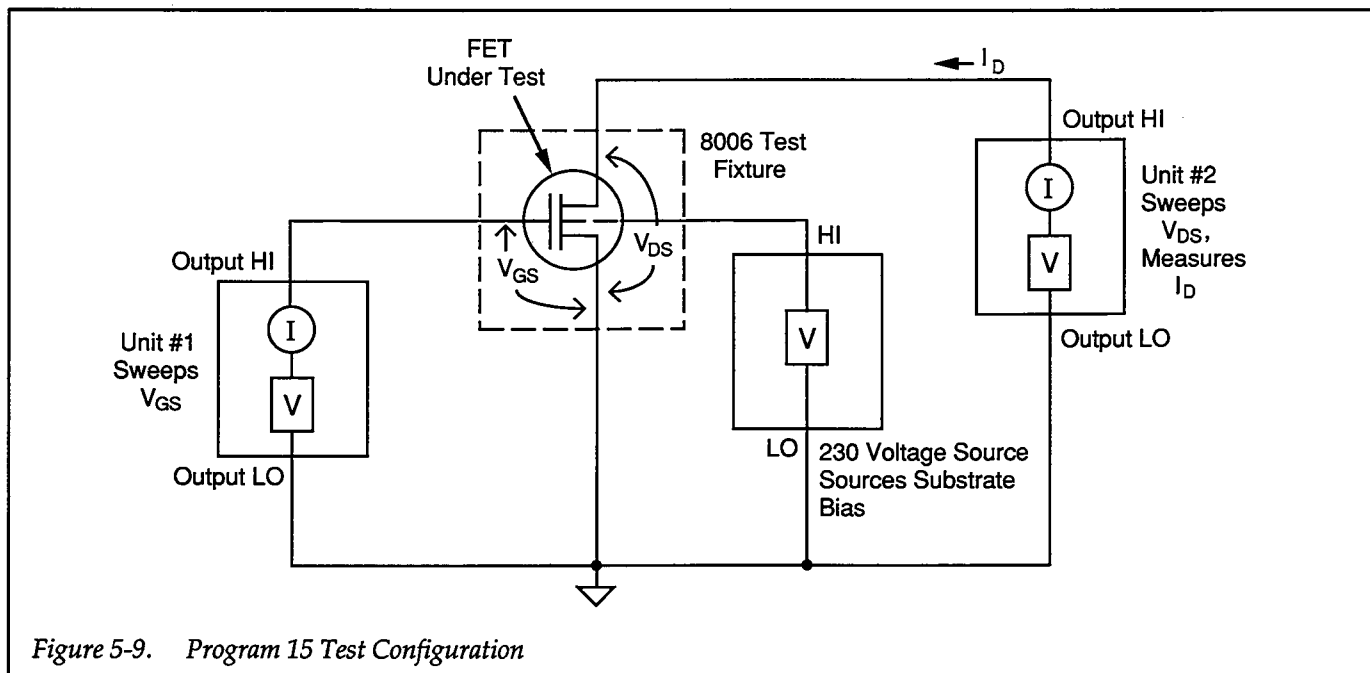 FET
Under Test
I_D
8006 Test
Fixture
Output HI
I
V
Unit #2
Sweeps
V_DS,
Measures
I_D
Output LO
V_GS
V_DS
HI
V
LO
230 Voltage Source
Sources Substrate
Bias
Output HI
I
V
Unit #1
Sweeps
V_GS
Output LO
Figure 5-9. Program 15 Test Configuration